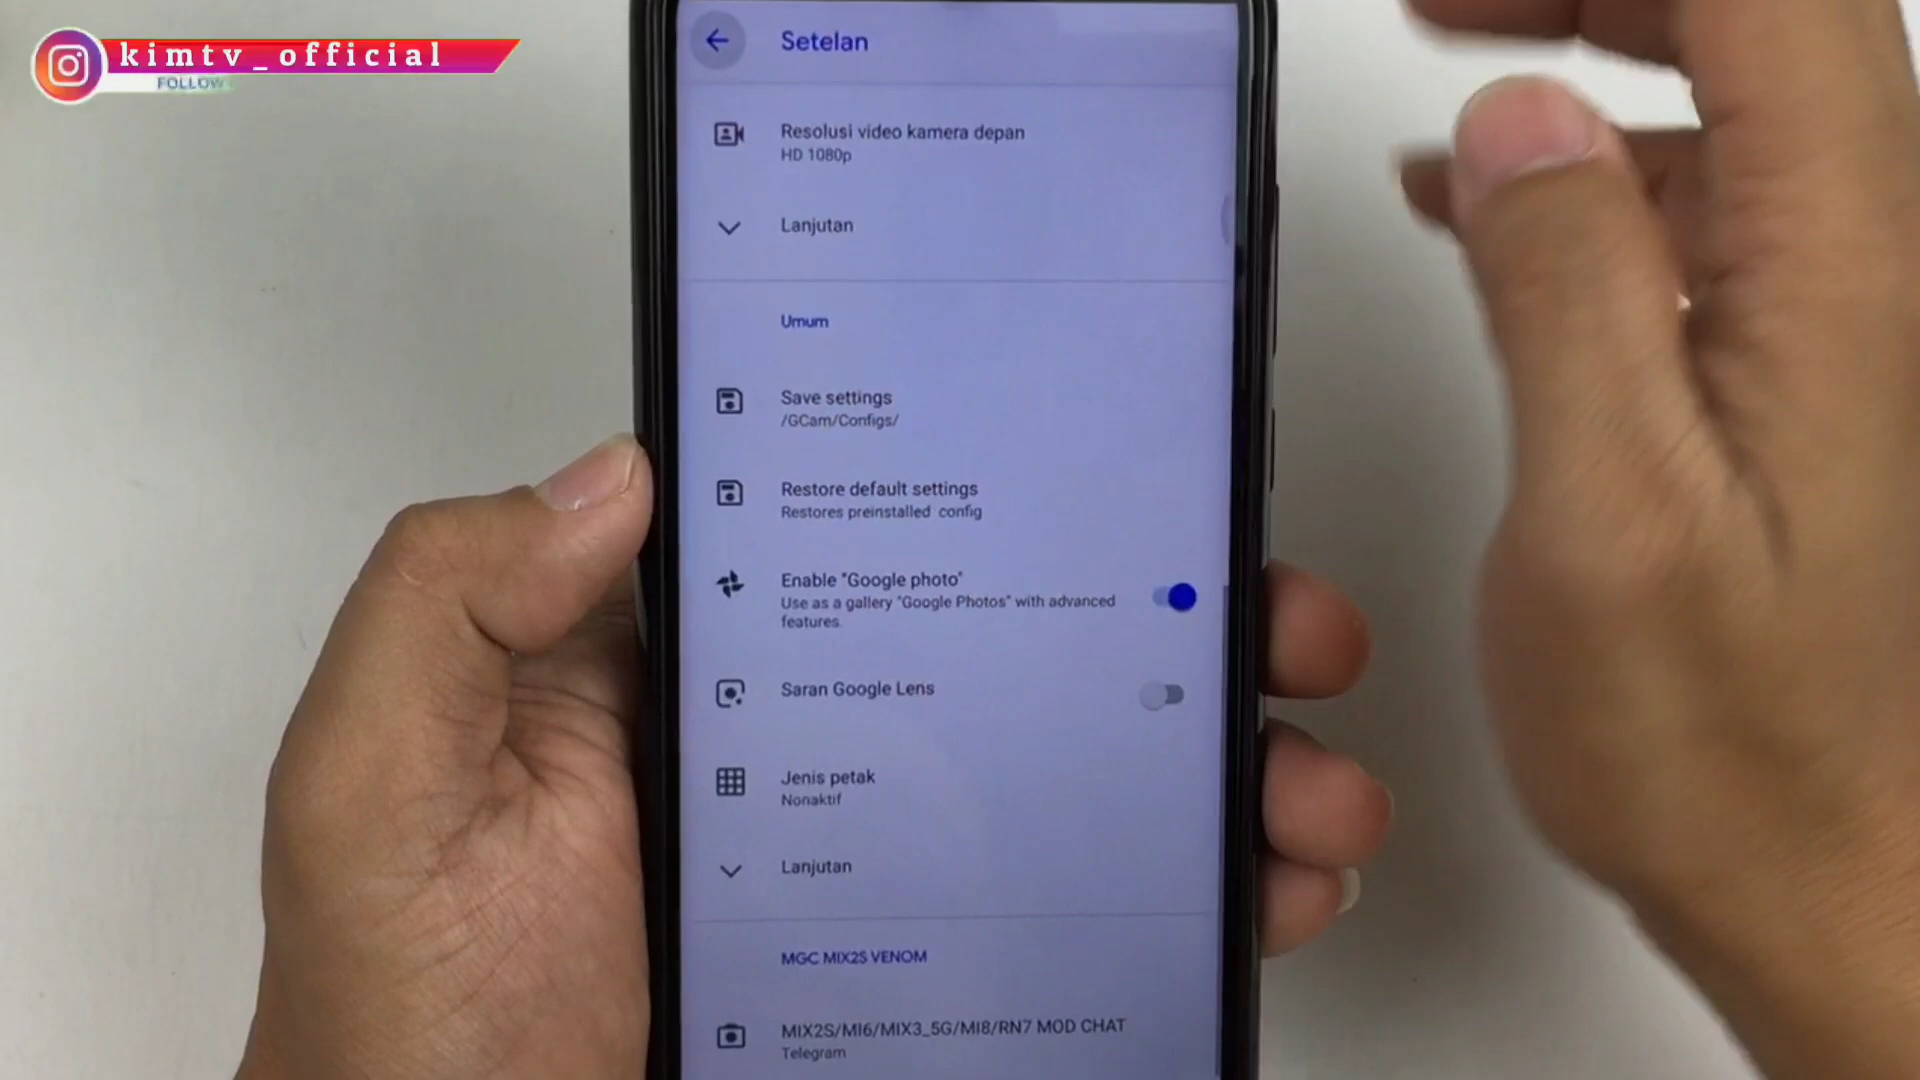 kimtv_official
FOLLOW
Setelan
Resolusi video kamera depan
HD 1080p
Lanjutan
Umum
Save settings
/GCam/Configs/
Restore default settings
Restores preinstalled config
Enable "Google photo"
Use as a gallery "Google Photos" with advanced
features.
Saran Google Lens
Jenis petak
Nonaktif
Lanjutan
MGC MIX2S VENOM
MIX2S/MI6/MIX3_5G/MI8/RN7 MOD CHAT
Telegram